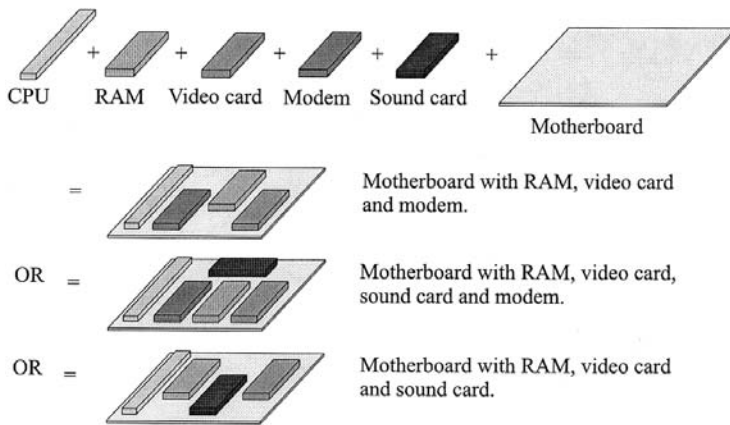 + + + + +
CPU RAM Video card Modem Sound card
Motherboard
= Motherboard with RAM, video card
and modem.
OR = Motherboard with RAM, video card,
sound card and modem.
OR = Motherboard with RAM, video card
and sound card.